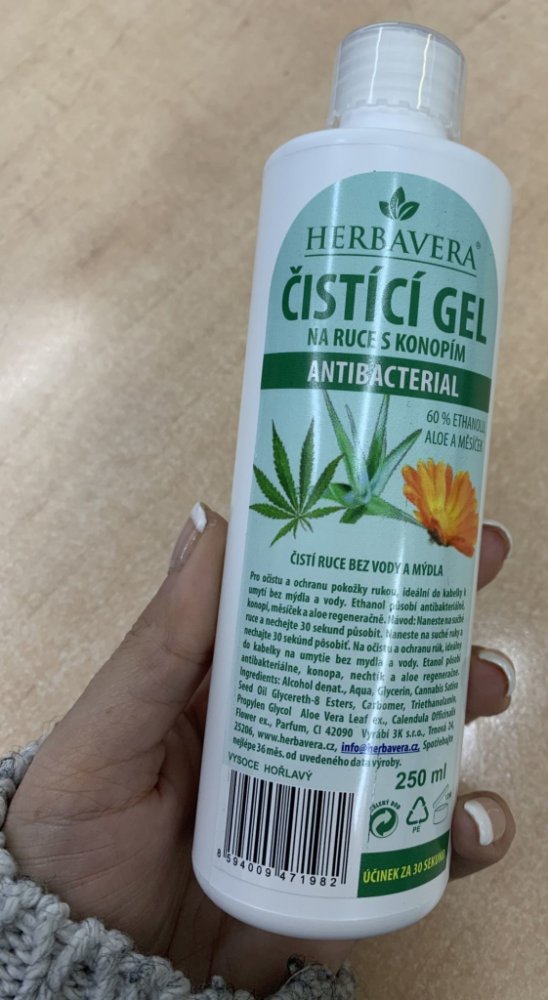 HERBAVERA®
ČISTÍCÍ GEL
NA RUCE S KONOPÍM
ANTIBACTERIAL
60 % ETHANOLU
ALOE A MĚSÍČEK
ČISTÍ RUCE BEZ VODY A MÝDLA
Pro očistu a ochranu pokožky rukou, ideální do kabelky k
umytí bez mýdla a vody. Ethanol působí antibakteriálně,
konopí, měsíček a aloe regeneračně. Návod: Naneste na suché
ruce a nechejte 30 sekund působit. Naneste na suché ruky a
nechajte 30 sekúnd pôsobiť. Na očistu a ochranu rúk, ideálny
do kabelky na umytie bez mydla a vody. Etanol pôsobí
antibakteriálne, konopa, nechtík a aloe regeneračne.
Ingredients: Alcohol denat., Aqua, Glycerin, Cannabis Sativa
Seed Oil Glycereth-8 Esters, Carbomer, Triethanolamin,
Propylen Glycol Aloe Vera Leaf ex., Calendula Officinalis
Flower ex., Parfum, CI 42090 Vyrábí 3K s.r.o., Trnová 24,
25206, www.herbavera.cz, info@herbavera.cz, Spotřebujte
nejlépe 36 měs. od uvedeného data výroby.
VYSOCE HOŘLAVÝ
250 ml
PE
8 594009 471982
ÚČINEK ZA 30 SEKUND